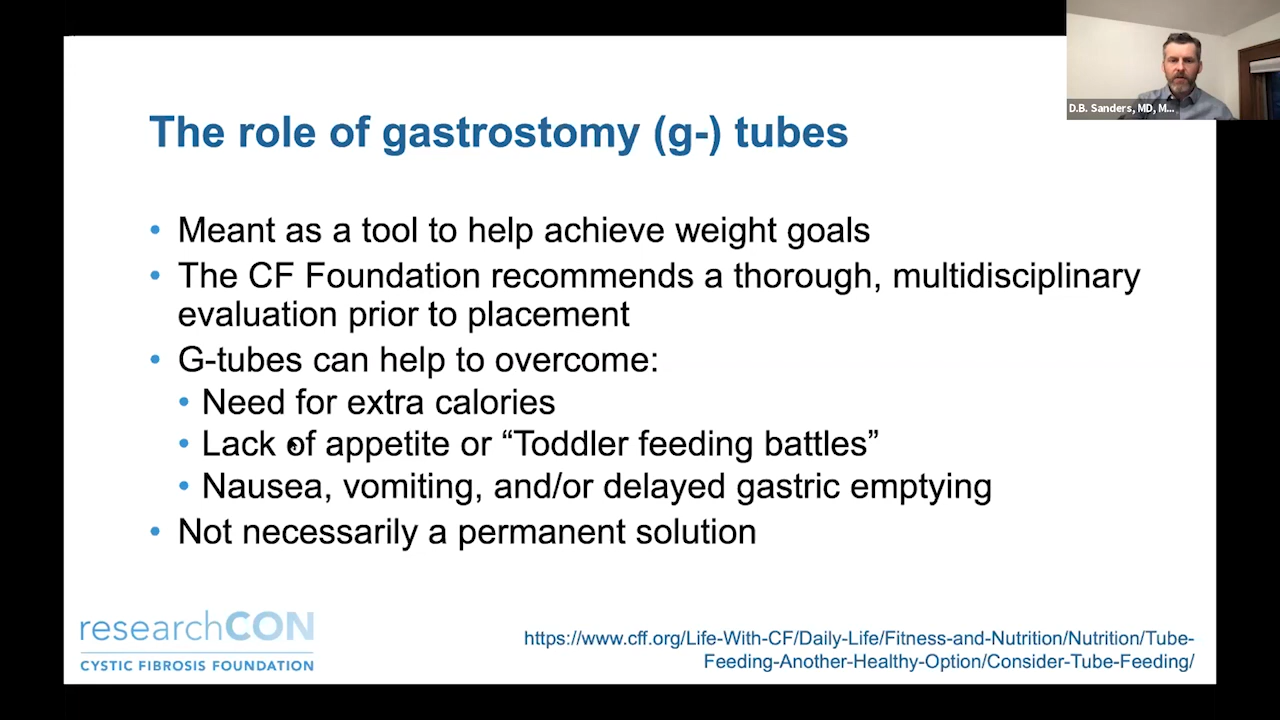 D.B. Sanders, MD, M...
The role of gastrostomy (g-) tubes
• Meant as a tool to help achieve weight goals
• The CF Foundation recommends a thorough, multidisciplinary
evaluation prior to placement
• G-tubes can help to overcome:
• Need for extra calories
• Lack of appetite or “Toddler feeding battles”
• Nausea, vomiting, and/or delayed gastric emptying
• Not necessarily a permanent solution
researchCON
CYSTIC FIBROSIS FOUNDATION
https://www.cff.org/Life-With-CF/Daily-Life/Fitness-and-Nutrition/Nutrition/Tube-
Feeding-Another-Healthy-Option/Consider-Tube-Feeding/